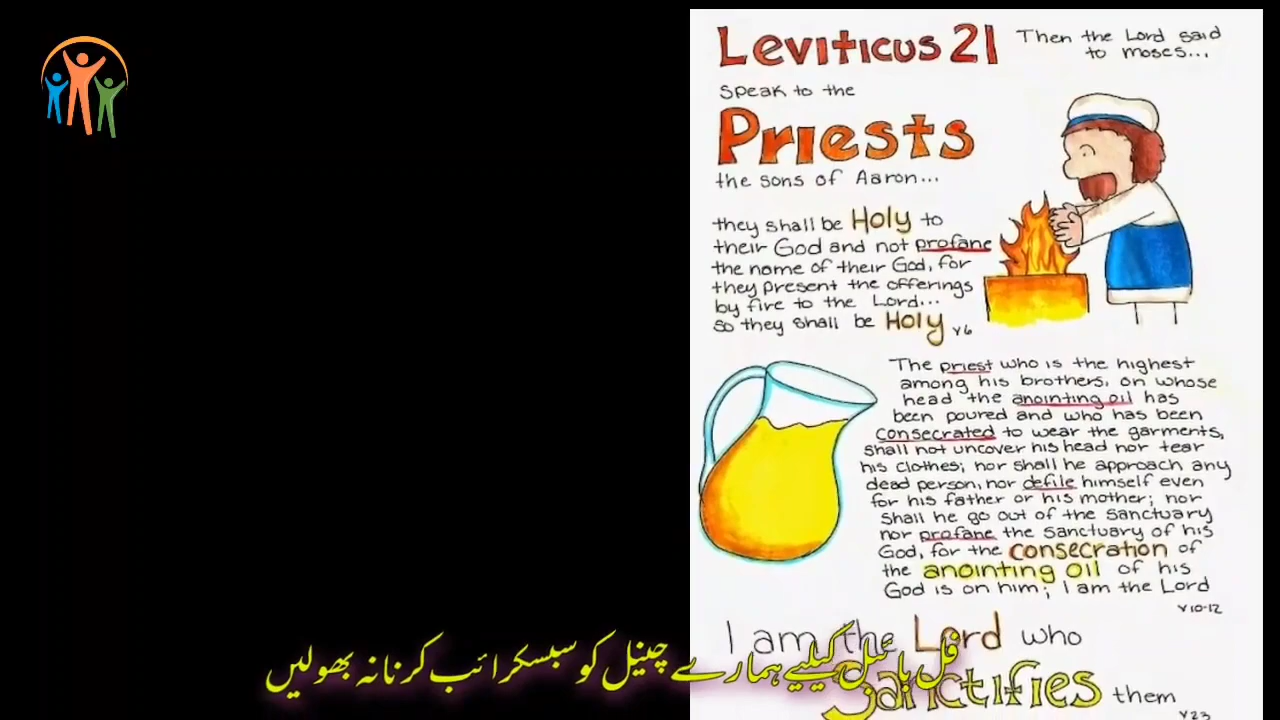 Leviticus 21
Then the Lord said
to moses...
Speak to the
Priests
the sons of Aaron...
they shall be Holy to
their God and not profane
the name of their God, for
they present the offerings
by fire to the Lord...
so they shall be Holy v6
The priest who is the highest
among his brothers, on whose
head the anointing oil has
been poured and who has been
consecrated to wear the garments,
shall not uncover his head nor tear
his clothes; nor shall he approach any
dead person, nor defile himself even
for his father or his mother; nor
shall he go out of the sanctuary
nor profane the sanctuary of his
God, for the consecration of
the anointing oil of his
God is on him; I am the Lord
v10-12
I am the Lord who
Sanctifies them
v23
فل بائبل کیلیے ہمارے چینل کو سبسکرائب کرنا نہ بھولیں